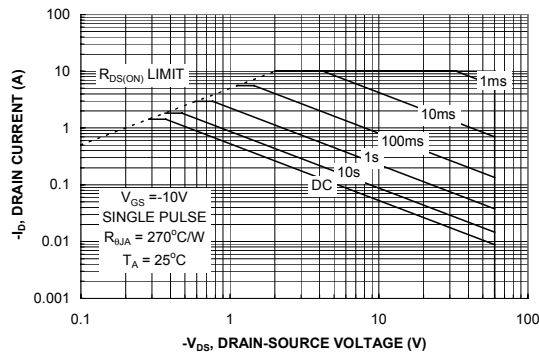 100
10
1
0.1
0.01
0.001
-I_D, DRAIN CURRENT (A)
R_DS(ON) LIMIT
1ms
10ms
100ms
1s
10s
DC
V_GS =-10V
SINGLE PULSE
R_θJA = 270°C/W
T_A = 25°C
0.1
1
10
100
-V_DS, DRAIN-SOURCE VOLTAGE (V)